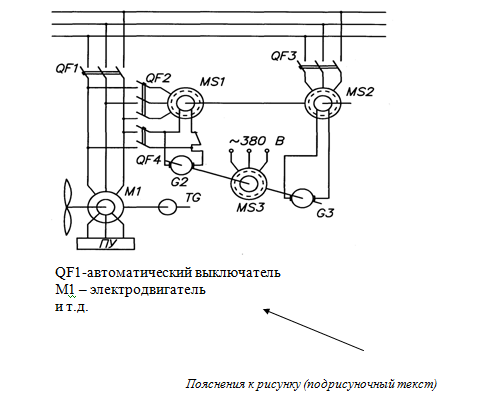 QF1
QF2
MS1
QF3
MS2
~380 В
QF4
G2
M1
TG
MS3
G3
ПУ
QF1-автоматический выключатель
М1 – электродвигатель
и т.д.
Пояснения к рисунку (подрисуночный текст)